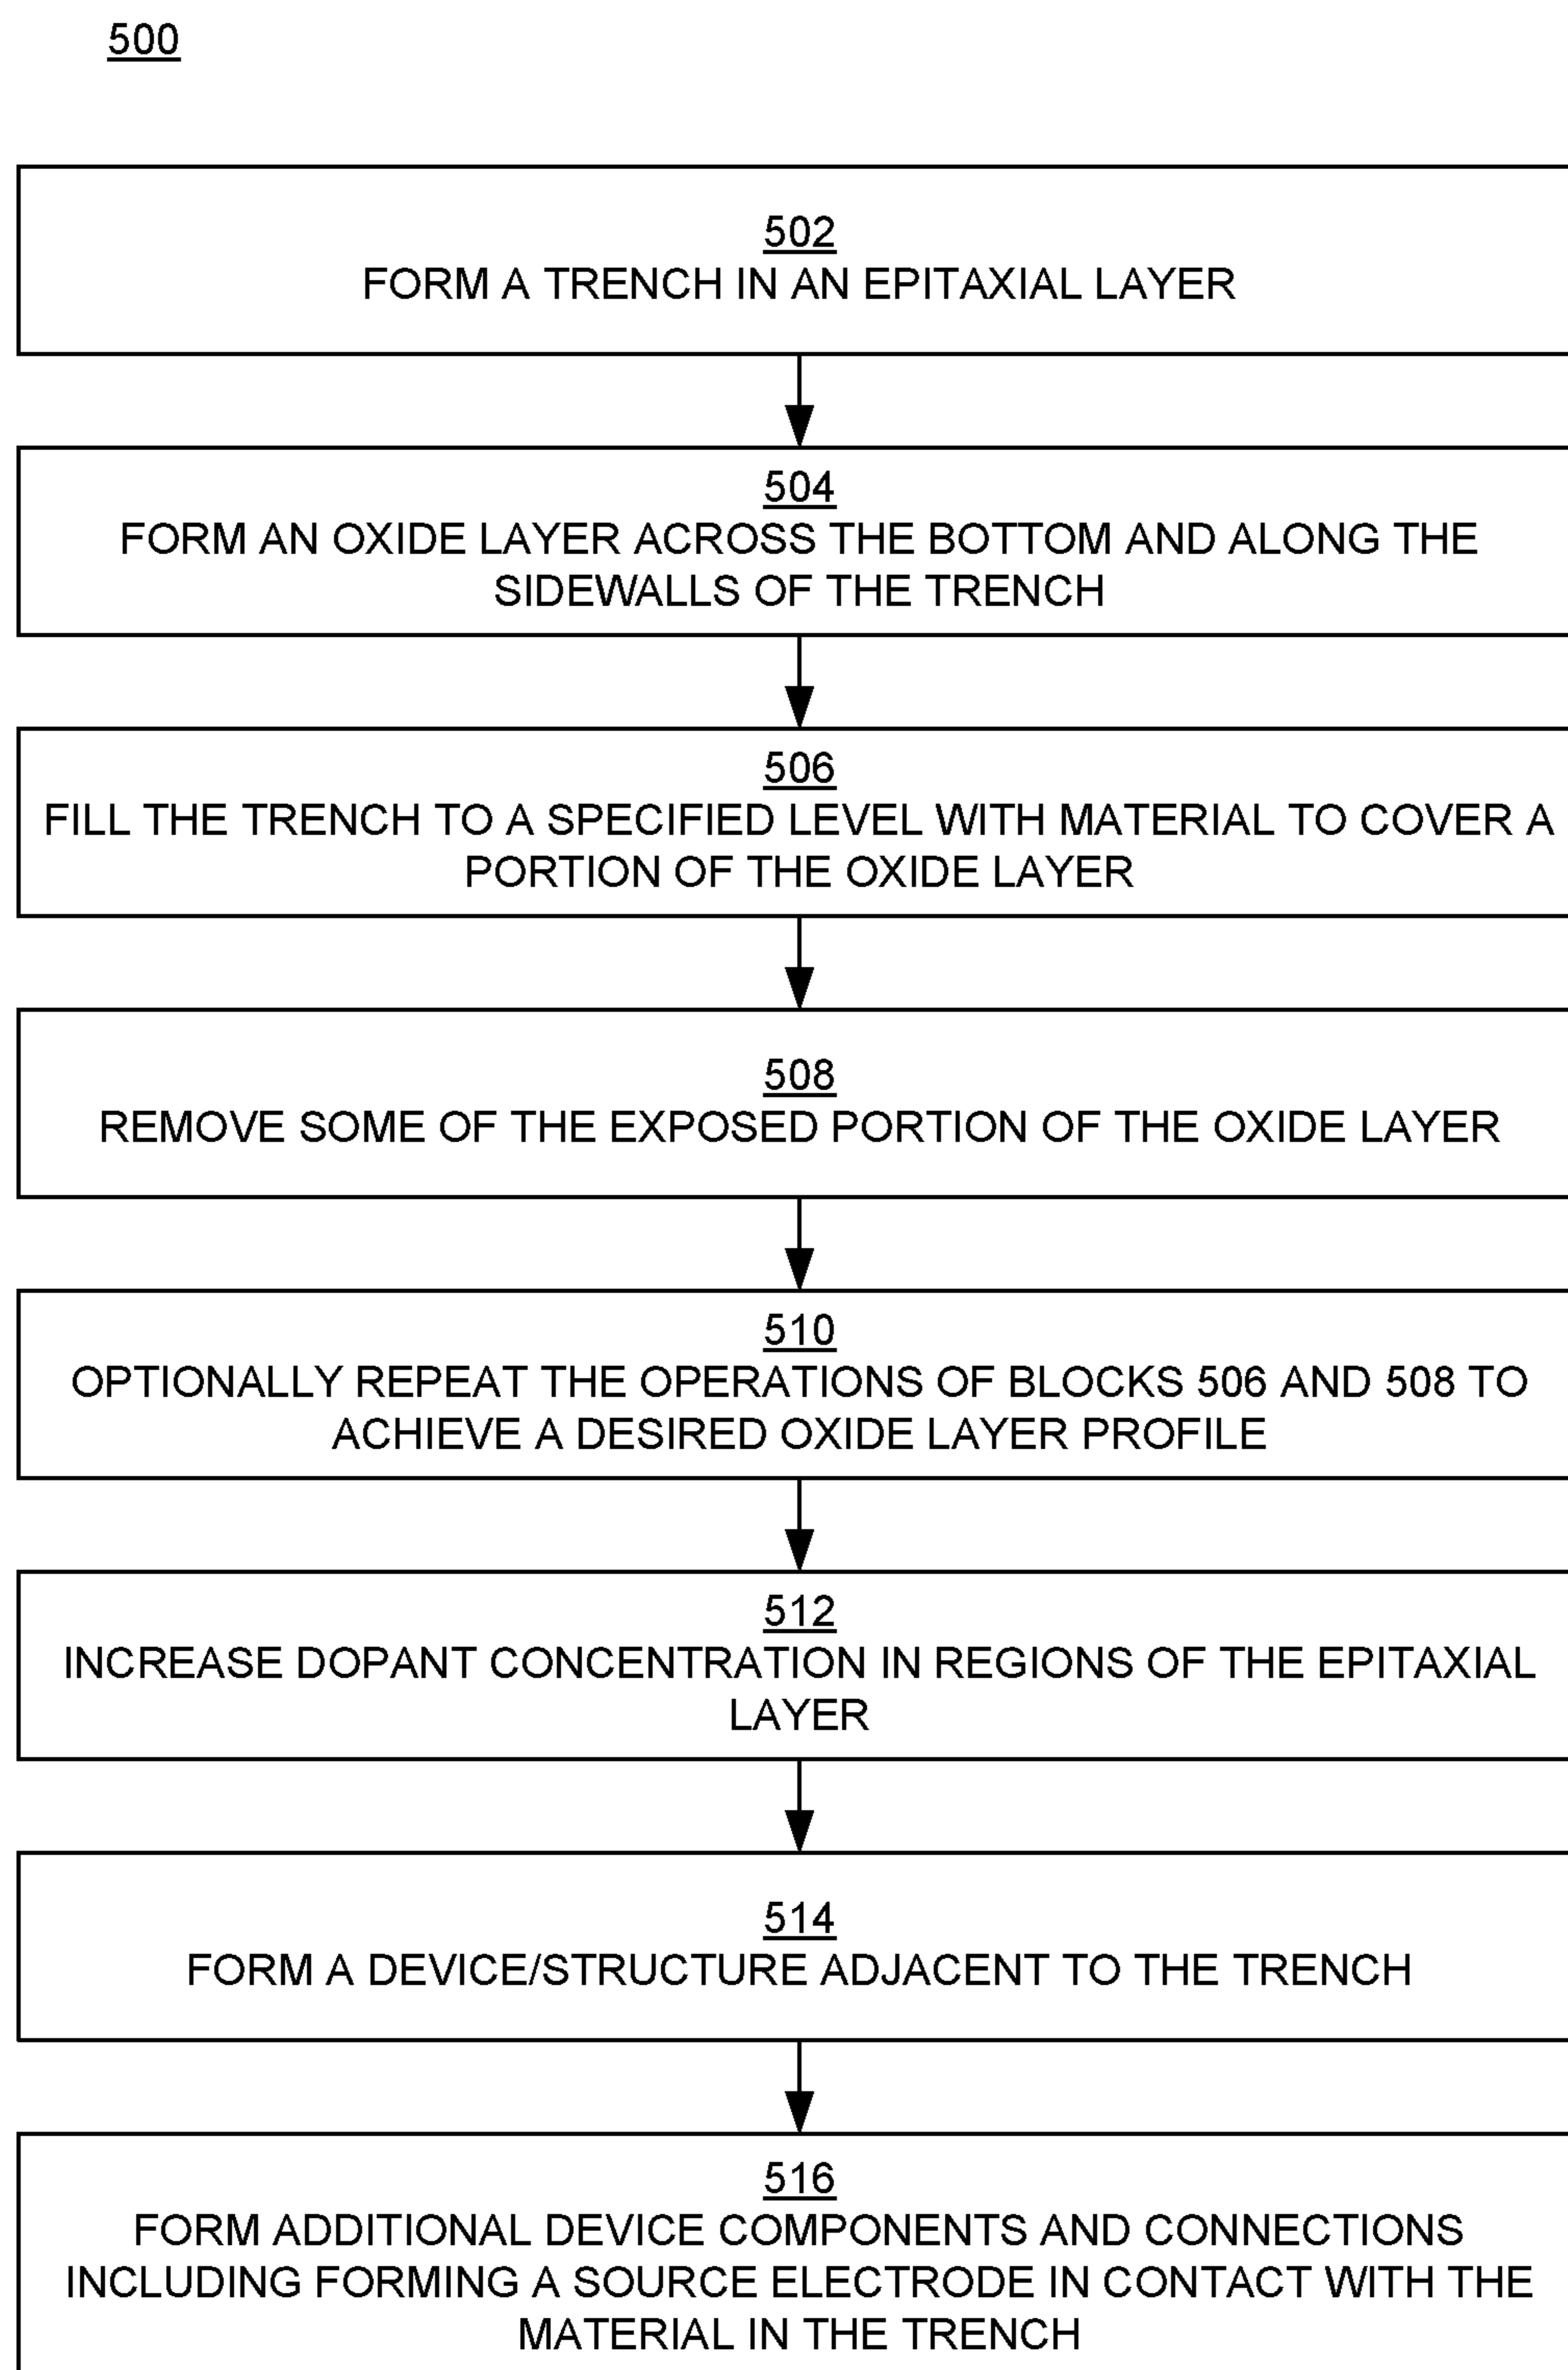 500
502
FORM A TRENCH IN AN EPITAXIAL LAYER
504
FORM AN OXIDE LAYER ACROSS THE BOTTOM AND ALONG THE
SIDEWALLS OF THE TRENCH
506
FILL THE TRENCH TO A SPECIFIED LEVEL WITH MATERIAL TO COVER A
PORTION OF THE OXIDE LAYER
508
REMOVE SOME OF THE EXPOSED PORTION OF THE OXIDE LAYER
510
OPTIONALLY REPEAT THE OPERATIONS OF BLOCKS 506 AND 508 TO
ACHIEVE A DESIRED OXIDE LAYER PROFILE
512
INCREASE DOPANT CONCENTRATION IN REGIONS OF THE EPITAXIAL
LAYER
514
FORM A DEVICE/STRUCTURE ADJACENT TO THE TRENCH
516
FORM ADDITIONAL DEVICE COMPONENTS AND CONNECTIONS
INCLUDING FORMING A SOURCE ELECTRODE IN CONTACT WITH THE
MATERIAL IN THE TRENCH